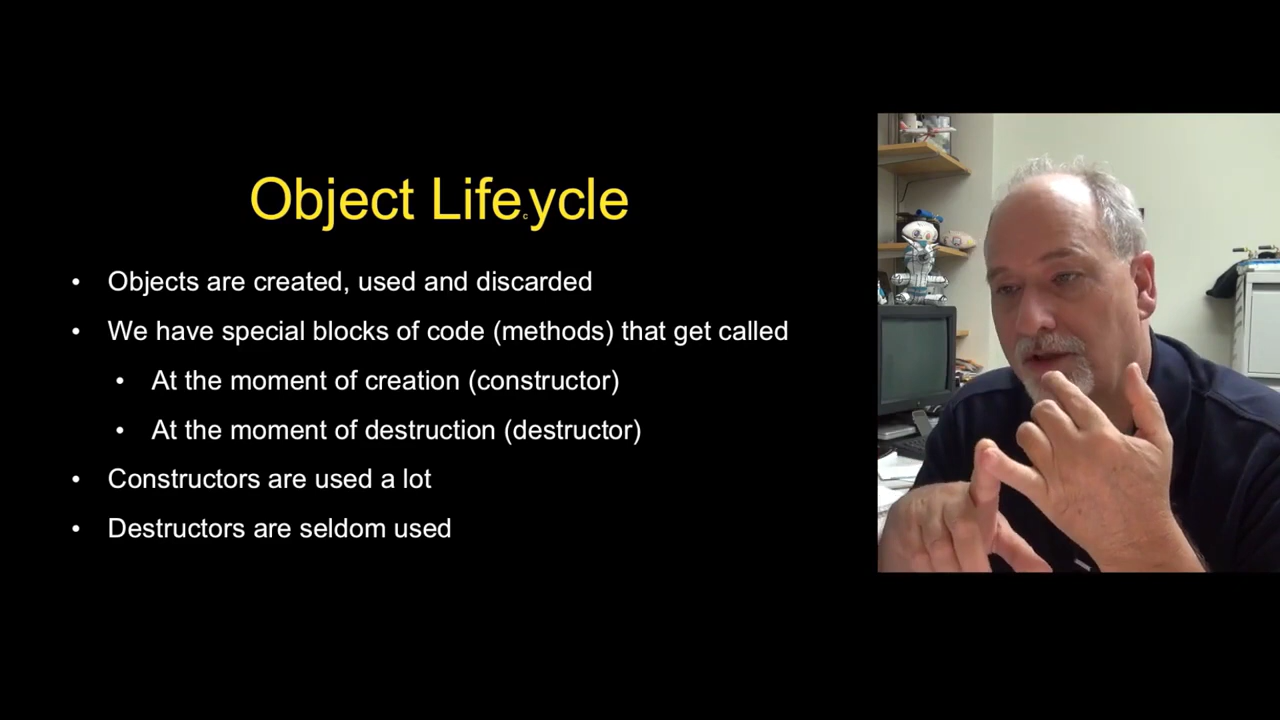 Object Lifecycle
• Objects are created, used and discarded
• We have special blocks of code (methods) that get called
• At the moment of creation (constructor)
• At the moment of destruction (destructor)
• Constructors are used a lot
• Destructors are seldom used